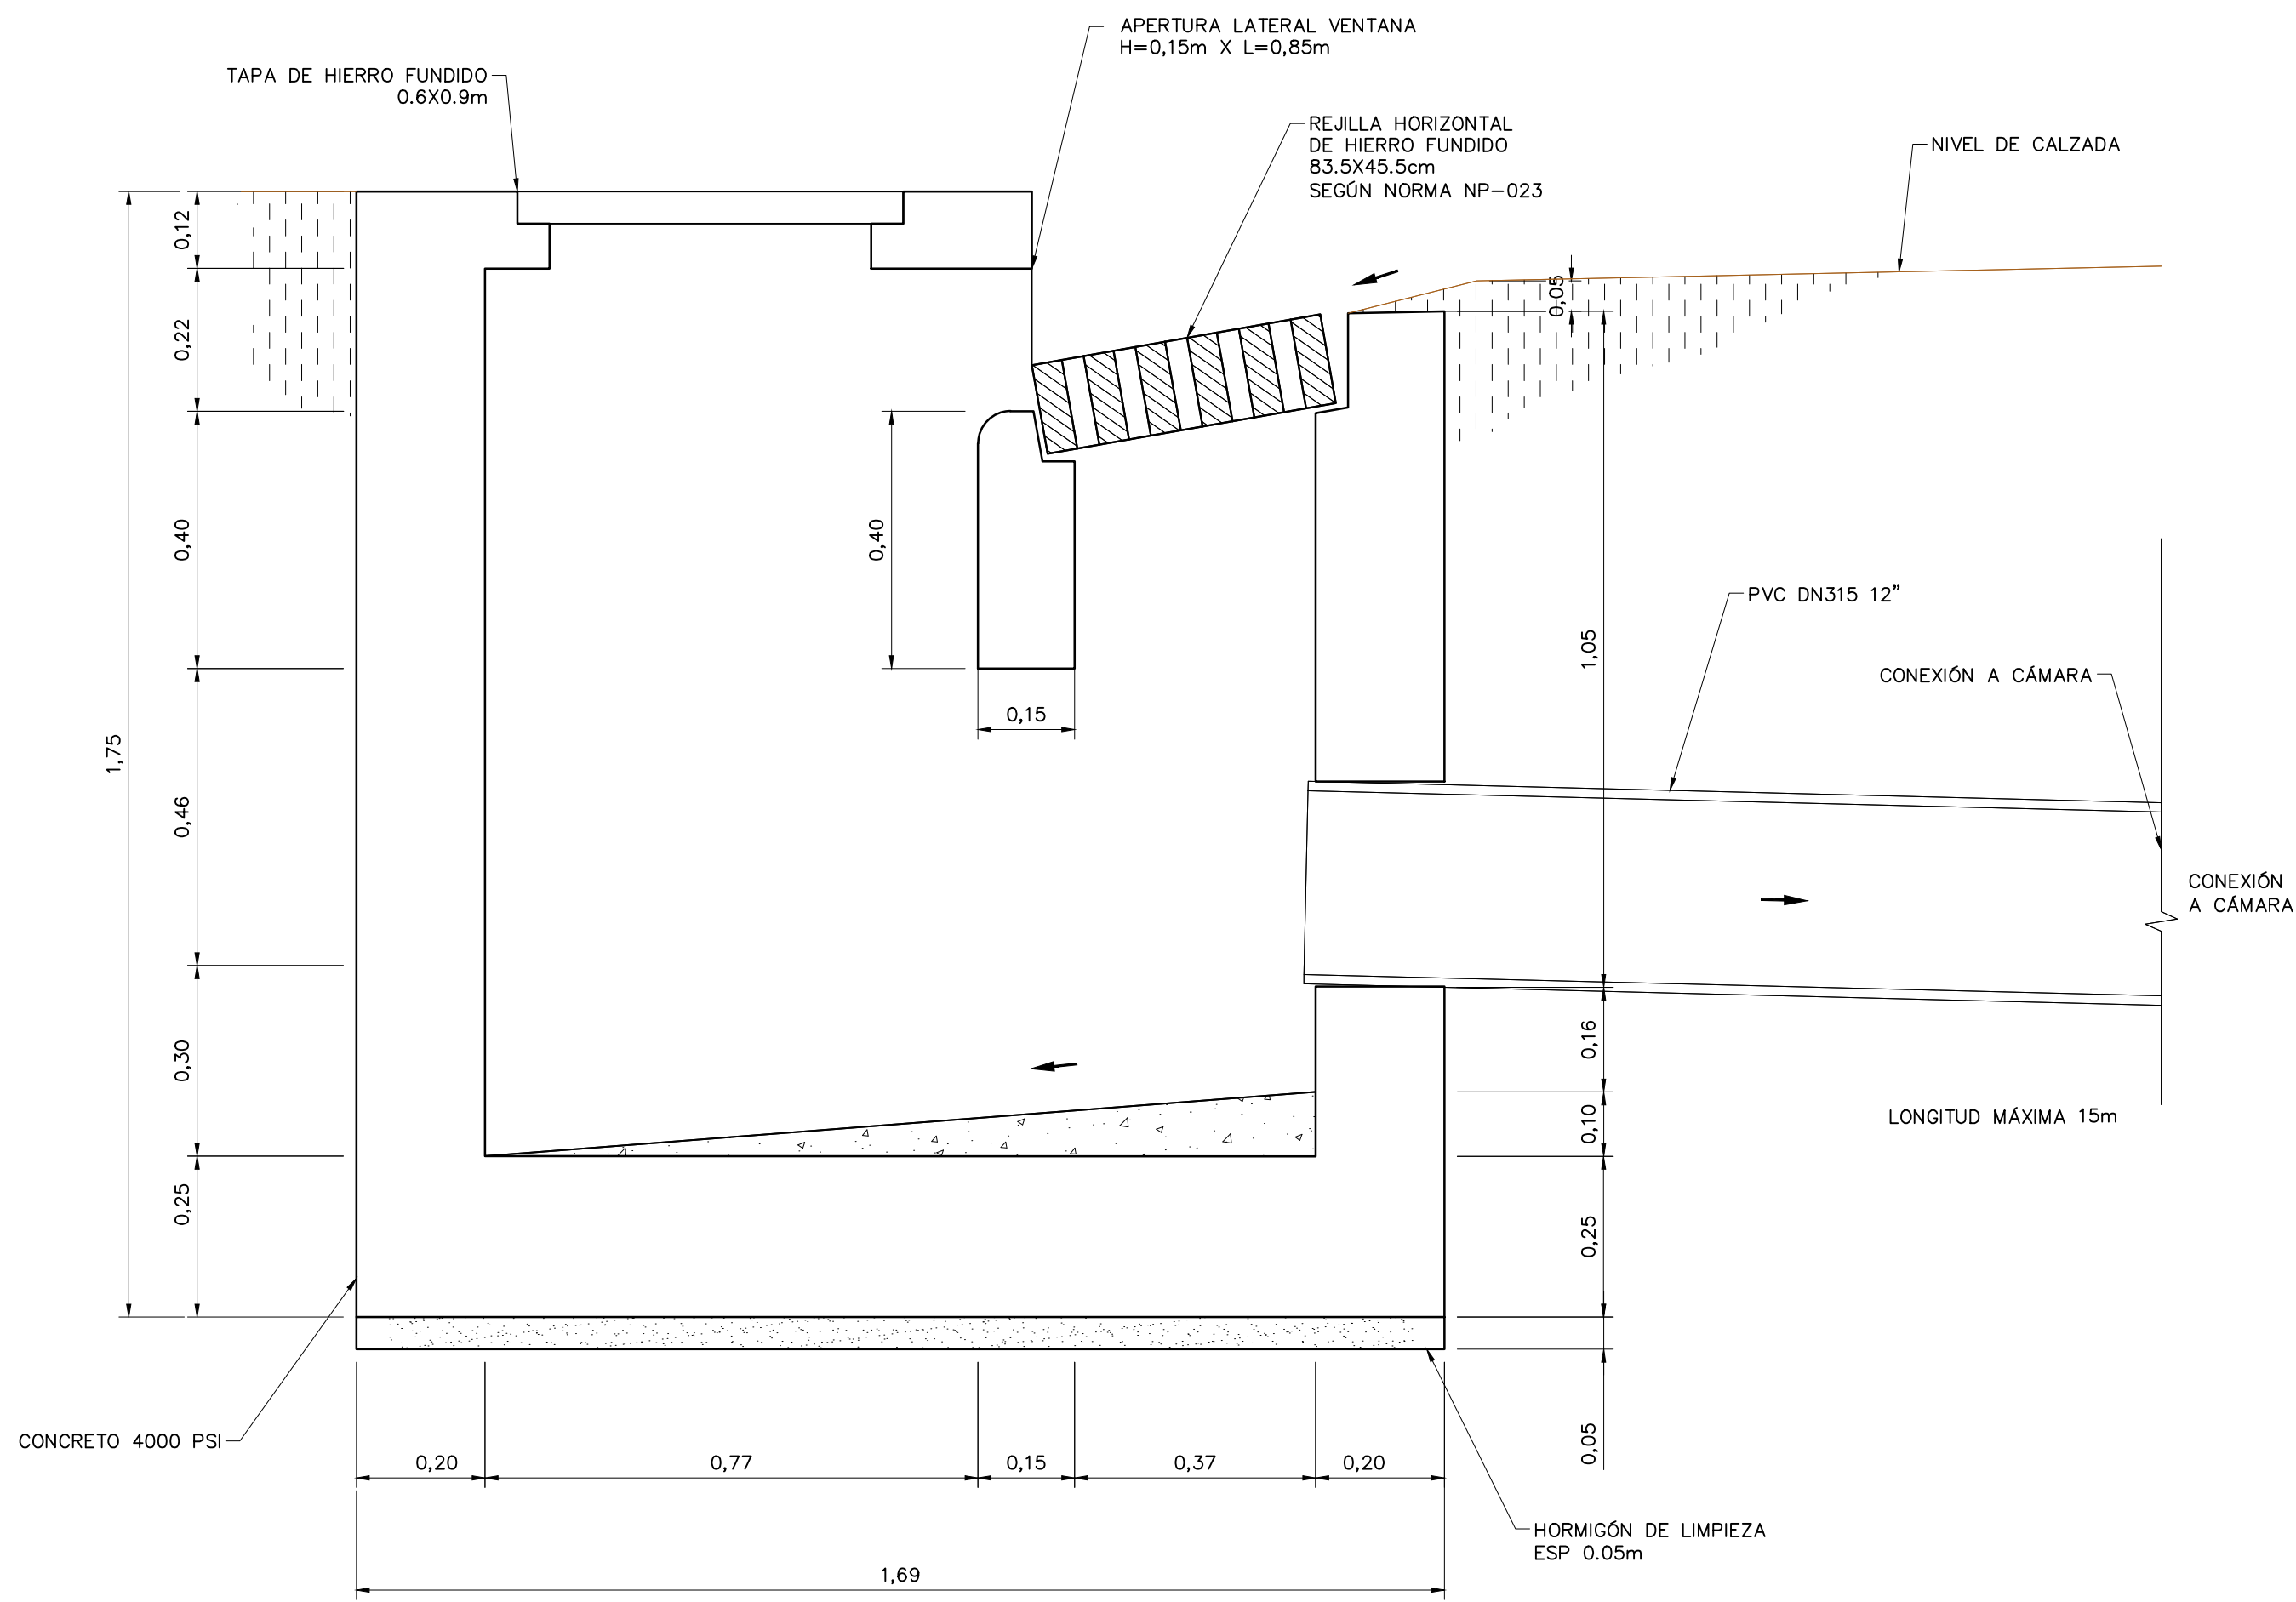 APERTURA LATERAL VENTANA
H=0,15m X L=0,85m
TAPA DE HIERRO FUNDIDO
0.6X0.9m
REJILLA HORIZONTAL
DE HIERRO FUNDIDO
83.5X45.5cm
SEGÚN NORMA NP-023
NIVEL DE CALZADA
0,12
0,22
0,40
0,46
0,30
0,25
1,75
0,40
0,15
0,05
1,05
0,16
0,10
0,25
0,05
PVC DN315 12"
CONEXIÓN A CÁMARA
CONEXIÓN
A CÁMARA
LONGITUD MÁXIMA 15m
CONCRETO 4000 PSI
0,20
0,77
0,15
0,37
0,20
HORMIGÓN DE LIMPIEZA
ESP 0.05m
1,69